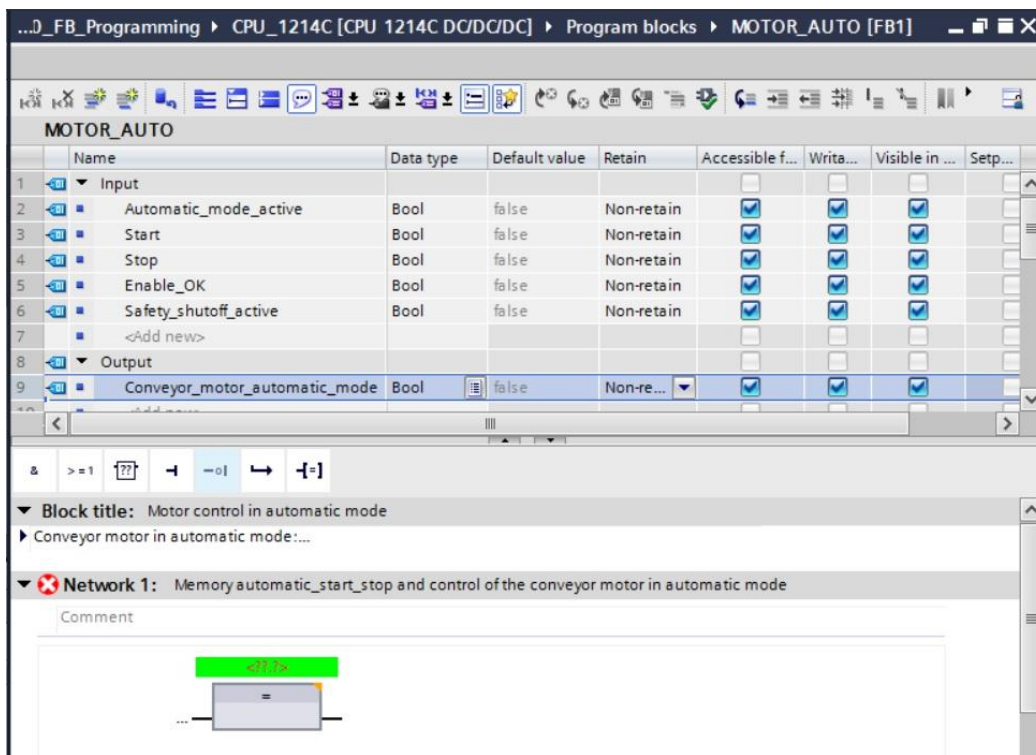 ...0_FB_Programming ▸ CPU_1214C [CPU 1214C DC/DC/DC] ▸ Program blocks ▸ MOTOR_AUTO [FB1]
MOTOR_AUTO
Name Data type Default value Retain Accessible f... Writa... Visible in ... Setp...
1 Input
2 Automatic_mode_active Bool false Non-retain
3 Start Bool false Non-retain
4 Stop Bool false Non-retain
5 Enable_OK Bool false Non-retain
6 Safety_shutoff_active Bool false Non-retain
7 <Add new>
8 Output
9 Conveyor_motor_automatic_mode Bool false Non-re...
& >=1 ?? ⊣ —o| ↦ -[=]
Block title: Motor control in automatic mode
Conveyor motor in automatic mode:...
Network 1: Memory automatic_start_stop and control of the conveyor motor in automatic mode
Comment
<??.?>
=
...